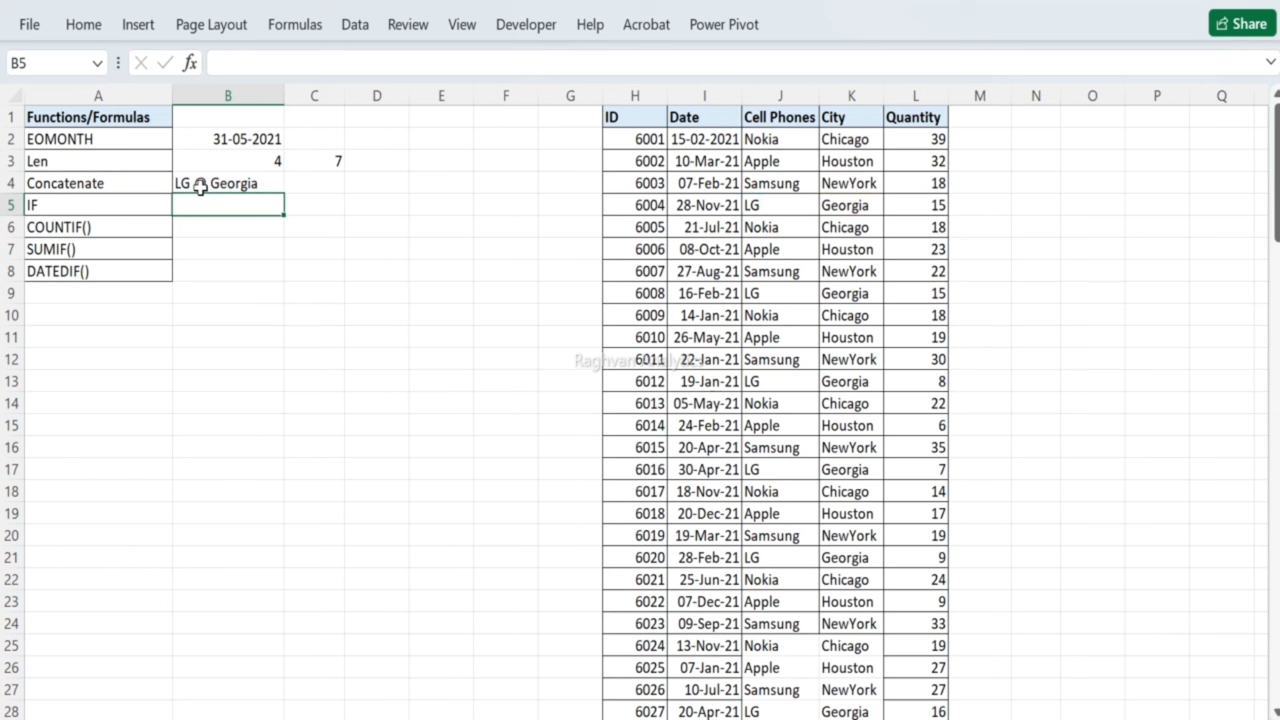 File Home Insert Page Layout Formulas Data Review View Developer Help Acrobat Power Pivot Share
B5 fx
A B C D E F G H I J K L M N O P Q
1 Functions/Formulas ID Date Cell Phones City Quantity
2 EOMONTH 31-05-2021 6001 15-02-2021 Nokia Chicago 39
3 Len 4 7 6002 10-Mar-21 Apple Houston 32
4 Concatenate LG Georgia 6003 07-Feb-21 Samsung NewYork 18
5 IF 6004 28-Nov-21 LG Georgia 15
6 COUNTIF() 6005 21-Jul-21 Nokia Chicago 18
7 SUMIF() 6006 08-Oct-21 Apple Houston 23
8 DATEDIF() 6007 27-Aug-21 Samsung NewYork 22
9 6008 16-Feb-21 LG Georgia 15
10 6009 14-Jan-21 Nokia Chicago 18
11 6010 26-May-21 Apple Houston 19
12 6011 22-Jan-21 Samsung NewYork 30
Raghvan
13 6012 19-Jan-21 LG Georgia 8
14 6013 05-May-21 Nokia Chicago 22
15 6014 24-Feb-21 Apple Houston 6
16 6015 20-Apr-21 Samsung NewYork 35
17 6016 30-Apr-21 LG Georgia 7
18 6017 18-Nov-21 Nokia Chicago 14
19 6018 20-Dec-21 Apple Houston 17
20 6019 19-Mar-21 Samsung NewYork 19
21 6020 28-Feb-21 LG Georgia 9
22 6021 25-Jun-21 Nokia Chicago 24
23 6022 07-Dec-21 Apple Houston 9
24 6023 09-Sep-21 Samsung NewYork 33
25 6024 13-Nov-21 Nokia Chicago 19
26 6025 07-Jan-21 Apple Houston 27
27 6026 10-Jul-21 Samsung NewYork 27
28 6027 20-Apr-21 LG Georgia 16